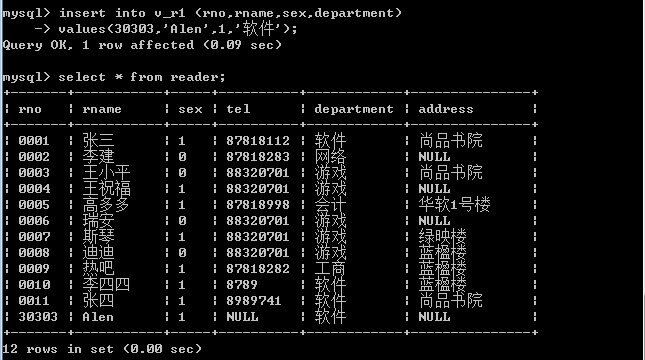 mysql> insert into v_r1 (rno,rname,sex,department)
    -> values(30303,'Alen',1,'软件');
Query OK, 1 row affected (0.09 sec)
mysql> select * from reader;
+-------+--------+------+----------+------------+-----------+
| rno   | rname  | sex  | tel      | department | address   |
+-------+--------+------+----------+------------+-----------+
| 0001  | 张三   | 1    | 87818112 | 软件       | 尚品书院  |
| 0002  | 李建   | 0    | 87818283 | 网络       | NULL      |
| 0003  | 王小平 | 0    | 88320701 | 游戏       | 尚品书院  |
| 0004  | 王祝福 | 1    | 88320701 | 游戏       | NULL      |
| 0005  | 高多多 | 1    | 87818998 | 会计       | 华软1号楼 |
| 0006  | 瑞安   | 0    | 88320701 | 游戏       | NULL      |
| 0007  | 斯琴   | 1    | 88320701 | 游戏       | 绿映楼    |
| 0008  | 迪迪   | 0    | 88320701 | 游戏       | 蓝楹楼    |
| 0009  | 热吧   | 1    | 87818282 | 工商       | 蓝楹楼    |
| 0010  | 李四四 | 1    | 8789     | 软件       | 蓝楹楼    |
| 0011  | 张四   | 1    | 8989741  | 软件       | 尚品书院  |
| 30303 | Alen   | 1    | NULL     | 软件       | NULL      |
+-------+--------+------+----------+------------+-----------+
12 rows in set (0.00 sec)